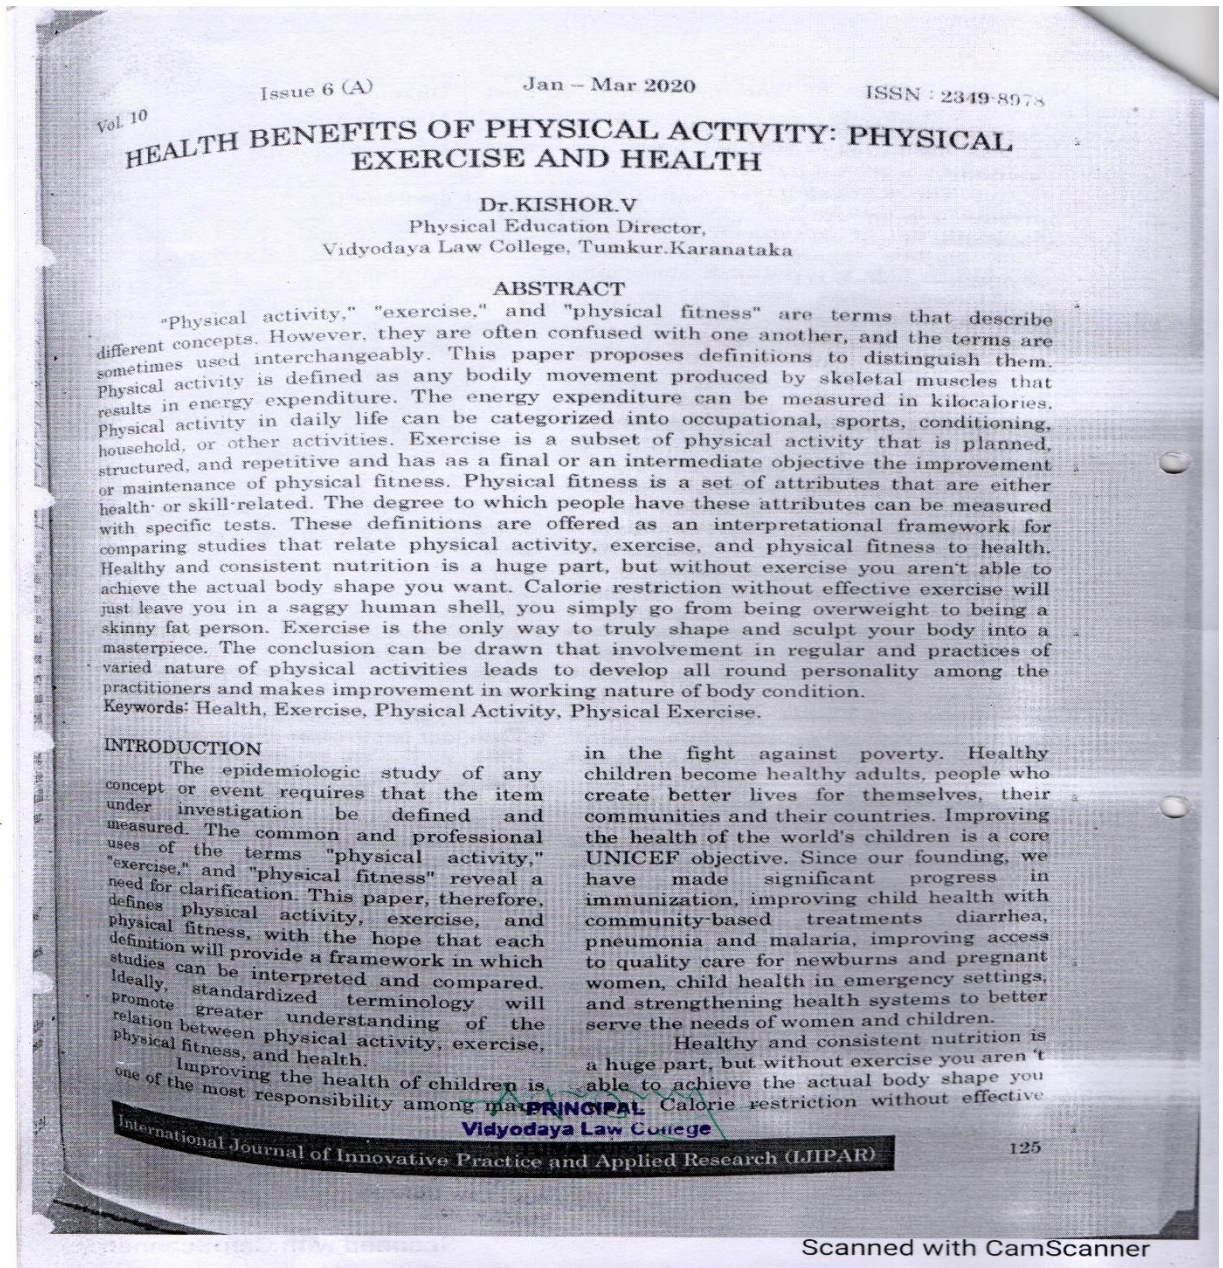 Vol. 10 Issue 6 (A) Jan – Mar 2020 ISSN : 2349-8978
HEALTH BENEFITS OF PHYSICAL ACTIVITY: PHYSICAL
EXERCISE AND HEALTH
Dr.KISHOR.V
Physical Education Director,
Vidyodaya Law College, Tumkur.Karanataka
ABSTRACT
"Physical activity," "exercise," and "physical fitness" are terms that describe
different concepts. However, they are often confused with one another, and the terms are
sometimes used interchangeably. This paper proposes definitions to distinguish them.
Physical activity is defined as any bodily movement produced by skeletal muscles that
results in energy expenditure. The energy expenditure can be measured in kilocalories.
Physical activity in daily life can be categorized into occupational, sports, conditioning,
household, or other activities. Exercise is a subset of physical activity that is planned,
structured, and repetitive and has as a final or an intermediate objective the improvement
or maintenance of physical fitness. Physical fitness is a set of attributes that are either
health- or skill-related. The degree to which people have these attributes can be measured
with specific tests. These definitions are offered as an interpretational framework for
comparing studies that relate physical activity, exercise, and physical fitness to health.
Healthy and consistent nutrition is a huge part, but without exercise you aren't able to
achieve the actual body shape you want. Calorie restriction without effective exercise will
just leave you in a saggy human shell, you simply go from being overweight to being a
skinny fat person. Exercise is the only way to truly shape and sculpt your body into a
masterpiece. The conclusion can be drawn that involvement in regular and practices of
varied nature of physical activities leads to develop all round personality among the
practitioners and makes improvement in working nature of body condition.
Keywords: Health, Exercise, Physical Activity, Physical Exercise.
INTRODUCTION
The epidemiologic study of any
concept or event requires that the item
under investigation be defined and
measured. The common and professional
uses of the terms "physical activity,"
"exercise," and "physical fitness" reveal a
need for clarification. This paper, therefore,
defines physical activity, exercise, and
physical fitness, with the hope that each
definition will provide a framework in which
studies can be interpreted and compared.
Ideally, standardized terminology will
promote greater understanding of the
relation between physical activity, exercise,
physical fitness, and health.
Improving the health of children is
one of the most responsibility among
in the fight against poverty. Healthy
children become healthy adults, people who
create better lives for themselves, their
communities and their countries. Improving
the health of the world's children is a core
UNICEF objective. Since our founding, we
have made significant progress in
immunization, improving child health with
community-based treatments diarrhea,
pneumonia and malaria, improving access
to quality care for newburns and pregnant
women, child health in emergency settings,
and strengthening health systems to better
serve the needs of women and children.
Healthy and consistent nutrition is
a huge part, but without exercise you aren 't
able to achieve the actual body shape you
Calorie restriction without effective
PRINCIPAL
Vidyodaya Law College
International Journal of Innovative Practice and Applied Research (IJIPAR)
125
Scanned with CamScanner